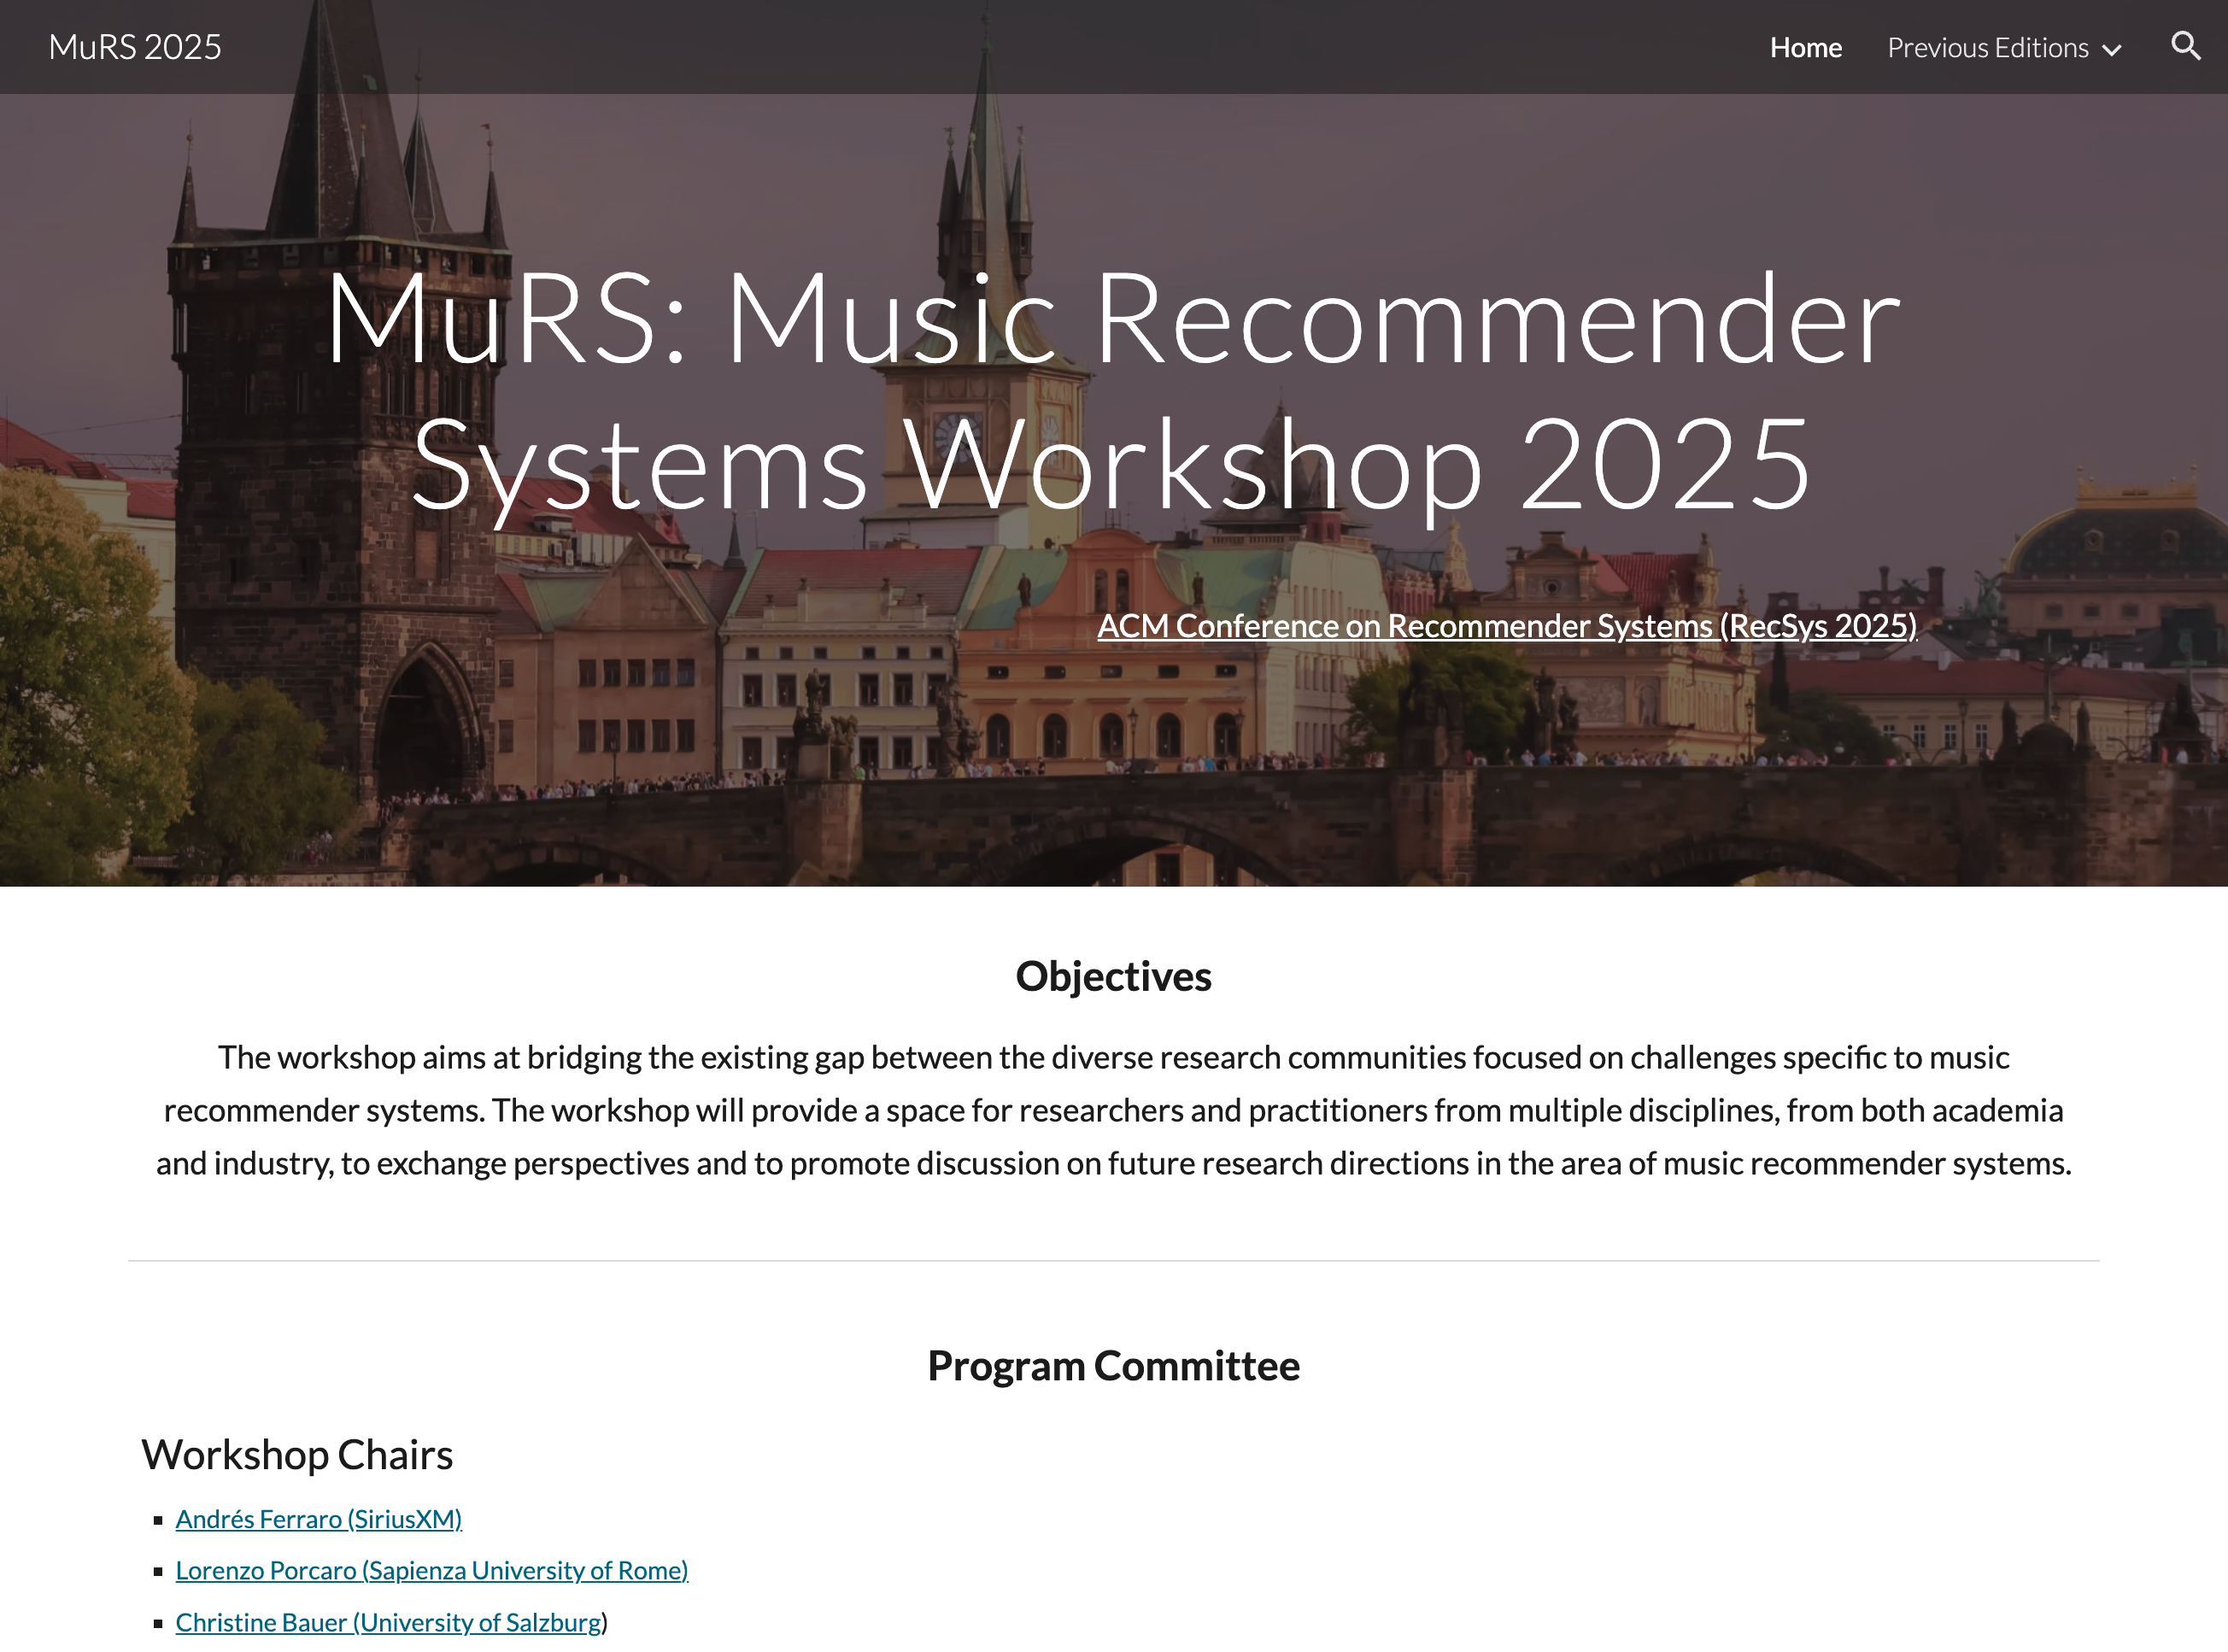 MuRS 2025
Home
Previous Editions
MuRS: Music Recommender
Systems Workshop 2025
ACM Conference on Recommender Systems (RecSys 2025)
Objectives
The workshop aims at bridging the existing gap between the diverse research communities focused on challenges specific to music
recommender systems. The workshop will provide a space for researchers and practitioners from multiple disciplines, from both academia
and industry, to exchange perspectives and to promote discussion on future research directions in the area of music recommender systems.
Program Committee
Workshop Chairs
Andrés Ferraro (SiriusXM)
Lorenzo Porcaro (Sapienza University of Rome)
Christine Bauer (University of Salzburg)